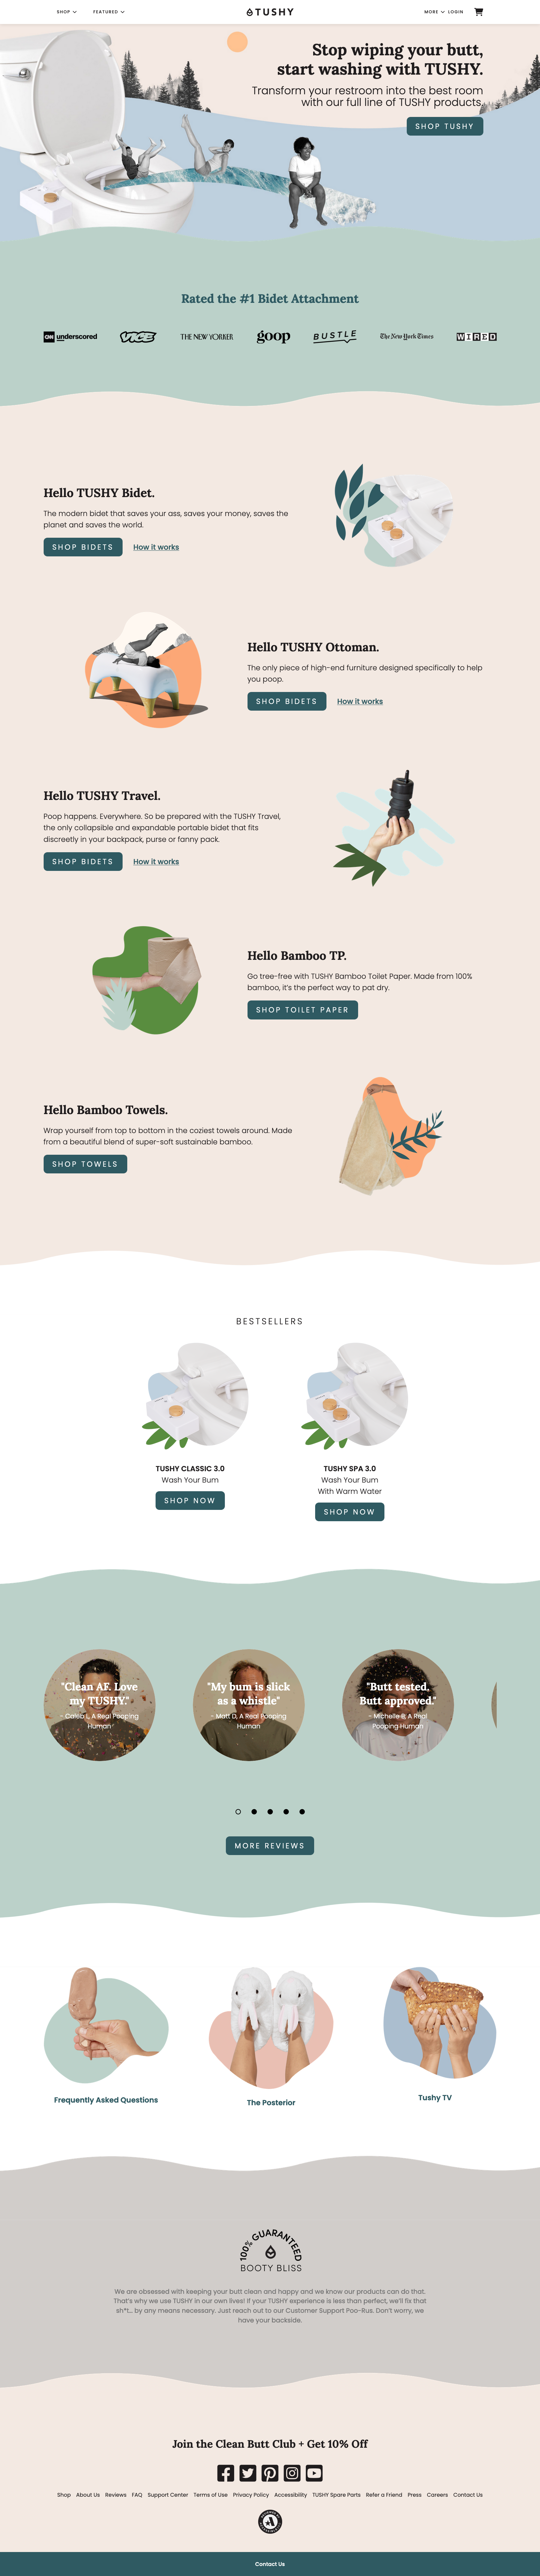 SHOP
FEATURED
TUSHY
MORE
LOGIN
Stop wiping your butt,
start washing with TUSHY.
Transform your restroom into the best room
with our full line of TUSHY products.
SHOP TUSHY
Rated the #1 Bidet Attachment
CNN underscored
VICE
THE NEW YORKER
goop
BUSTLE
The New York Times
WIRED
Hello TUSHY Bidet.
The modern bidet that saves your ass, saves your money, saves the
planet and saves the world.
SHOP BIDETS
How it works
Hello TUSHY Ottoman.
The only piece of high-end furniture designed specifically to help
you poop.
SHOP BIDETS
How it works
Hello TUSHY Travel.
Poop happens. Everywhere. So be prepared with the TUSHY Travel,
the only collapsible and expandable portable bidet that fits
discreetly in your backpack, purse or fanny pack.
SHOP BIDETS
How it works
Hello Bamboo TP.
Go tree-free with TUSHY Bamboo Toilet Paper. Made from 100%
bamboo, it's the perfect way to pat dry.
SHOP TOILET PAPER
Hello Bamboo Towels.
Wrap yourself from top to bottom in the coziest towels around. Made
from a beautiful blend of super-soft sustainable bamboo.
SHOP TOWELS
BESTSELLERS
TUSHY CLASSIC 3.0
Wash Your Bum
SHOP NOW
TUSHY SPA 3.0
Wash Your Bum
With Warm Water
SHOP NOW
"Clean AF. Love
my TUSHY."
- Caleb L, A Real Pooping
Human
"My bum is slick
as a whistle"
- Matt D, A Real Pooping
Human
"Butt tested,
Butt approved."
- Michelle B, A Real
Pooping Human
MORE REVIEWS
Frequently Asked Questions
The Posterior
Tushy TV
100% GUARANTEED
BOOTY BLISS
We are obsessed with keeping your butt clean and happy and we know our products can do that.
That's why we use TUSHY in our own lives! If your TUSHY experience is less than perfect, we'll fix that
sh*t... by any means necessary. Just reach out to our Customer Support Poo-Rus. Don't worry, we
have your backside.
Join the Clean Butt Club + Get 10% Off
Shop About Us Reviews FAQ Support Center Terms of Use Privacy Policy Accessibility TUSHY Spare Parts Refer a Friend Press Careers Contact Us
Contact Us